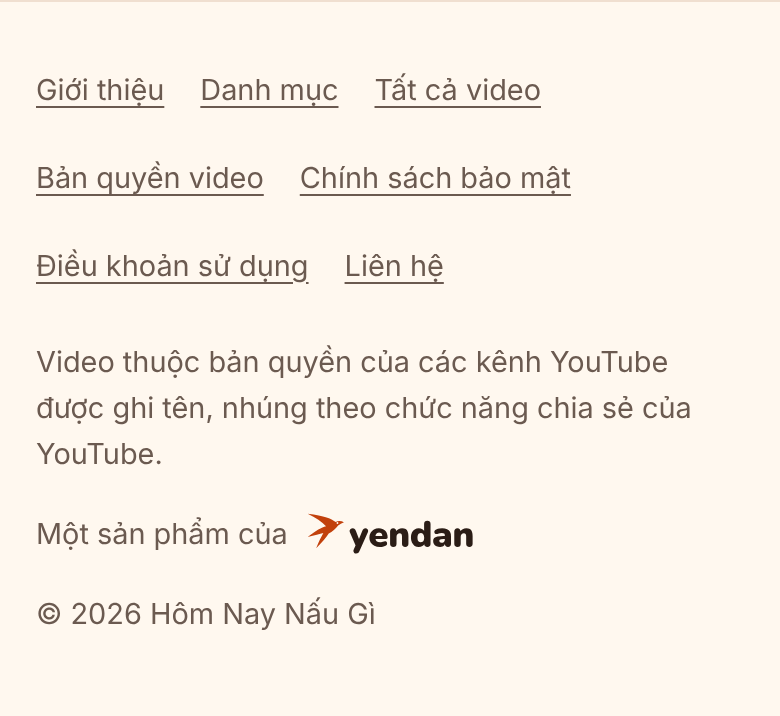 Giới thiệu Danh mục Tất cả video
Bản quyền video Chính sách bảo mật
Điều khoản sử dụng Liên hệ
Video thuộc bản quyền của các kênh YouTube
được ghi tên, nhúng theo chức năng chia sẻ của
YouTube.
Một sản phẩm của yendan
© 2026 Hôm Nay Nấu Gì